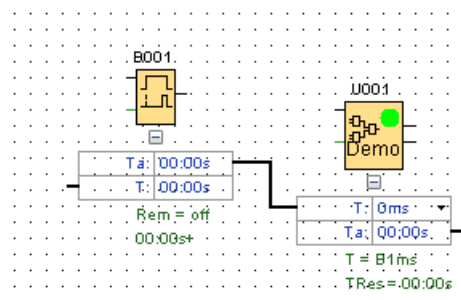 B001
U001
Demo
Ta: 00:00s
T: 00:00s
Rem = off
00:00s+
T: 0ms
Ta: 00:00s
T = 81ms
TRes=00:00s